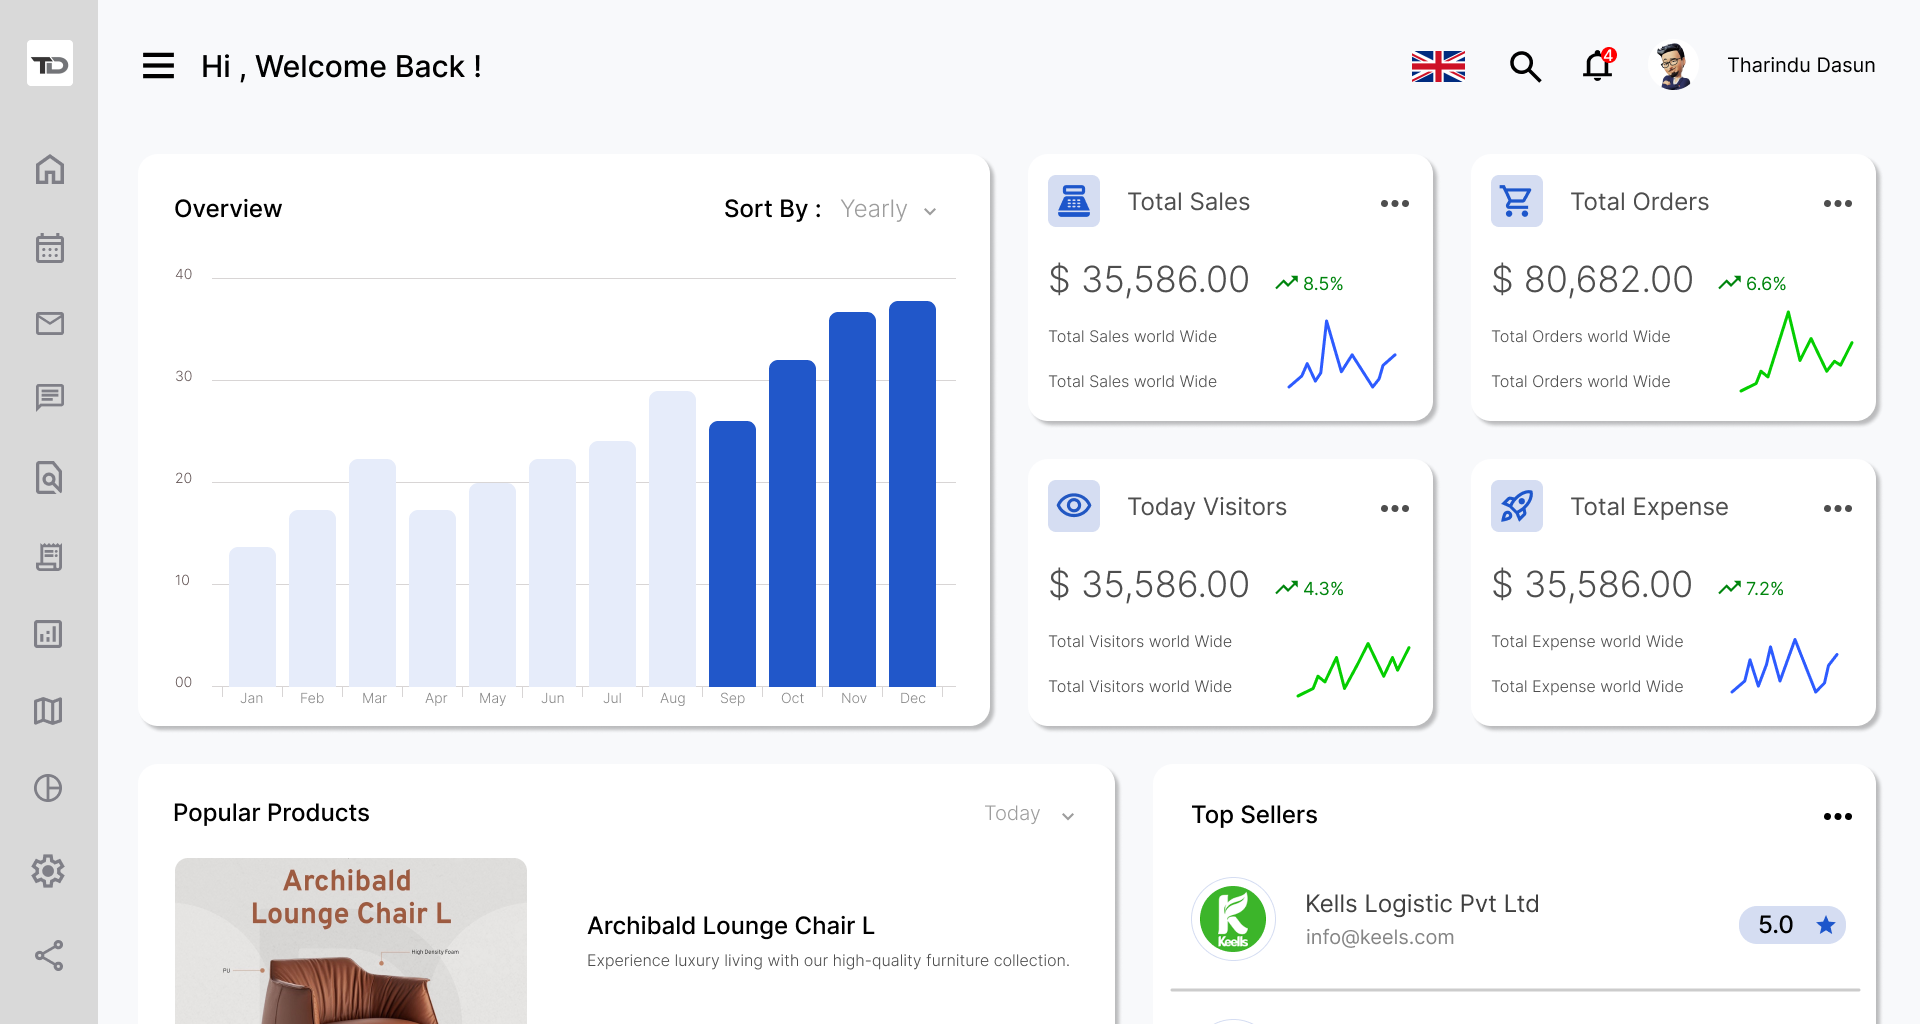 TD
Hi , Welcome Back !
4
Tharindu Dasun
Overview
Sort By :
Yearly
40
30
20
10
00
Jan Feb Mar Apr May Jun Jul Aug Sep Oct Nov Dec
Total Sales
$ 35,586.00
8.5%
Total Sales world Wide
Total Sales world Wide
Total Orders
$ 80,682.00
6.6%
Total Orders world Wide
Total Orders world Wide
Today Visitors
$ 35,586.00
4.3%
Total Visitors world Wide
Total Visitors world Wide
Total Expense
$ 35,586.00
7.2%
Total Expense world Wide
Total Expense world Wide
Popular Products
Today
Archibald
Lounge Chair L
High Density Foam
PU
Archibald Lounge Chair L
Experience luxury living with our high-quality furniture collection.
Top Sellers
Keells
Kells Logistic Pvt Ltd
info@keels.com
5.0